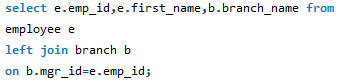 select e.emp_id,e.first_name,b.branch_name from
employee e
left join branch b
on b.mgr_id=e.emp_id;